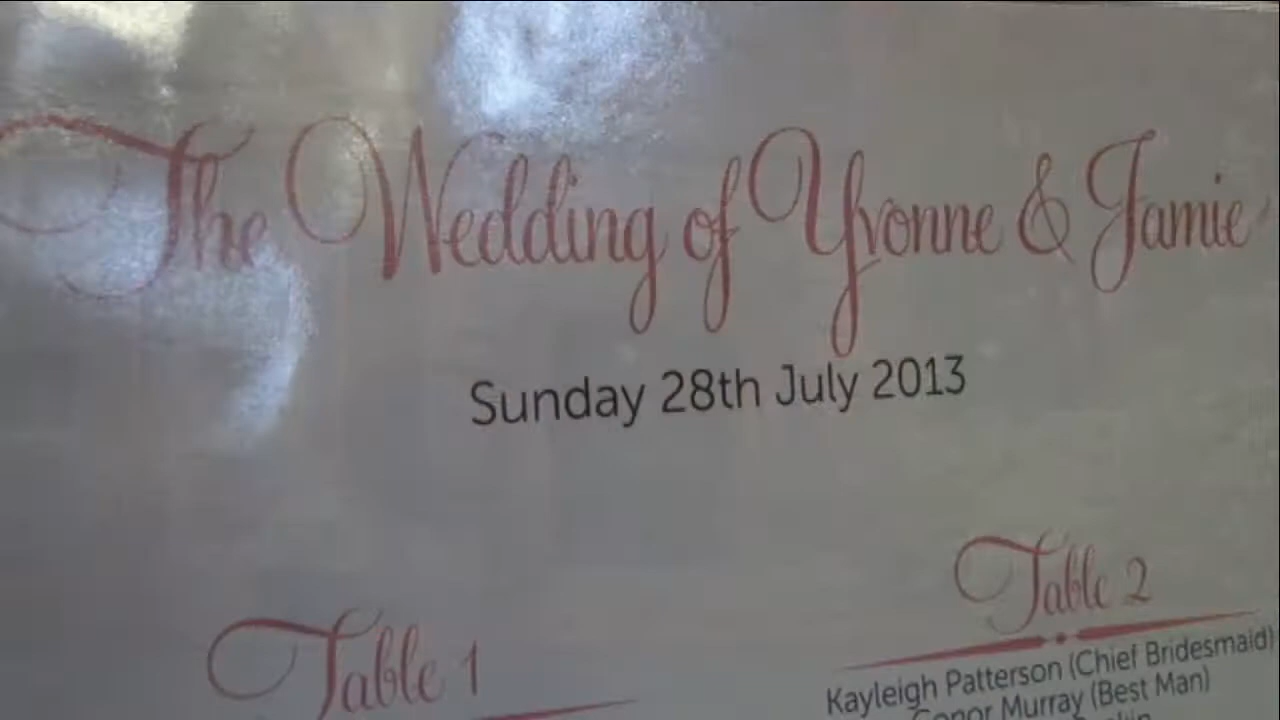 The Wedding of Yvonne & Jamie
Sunday 28th July 2013
Table 1
Table 2
Kayleigh Patterson (Chief Bridesmaid)
Conor Murray (Best Man)